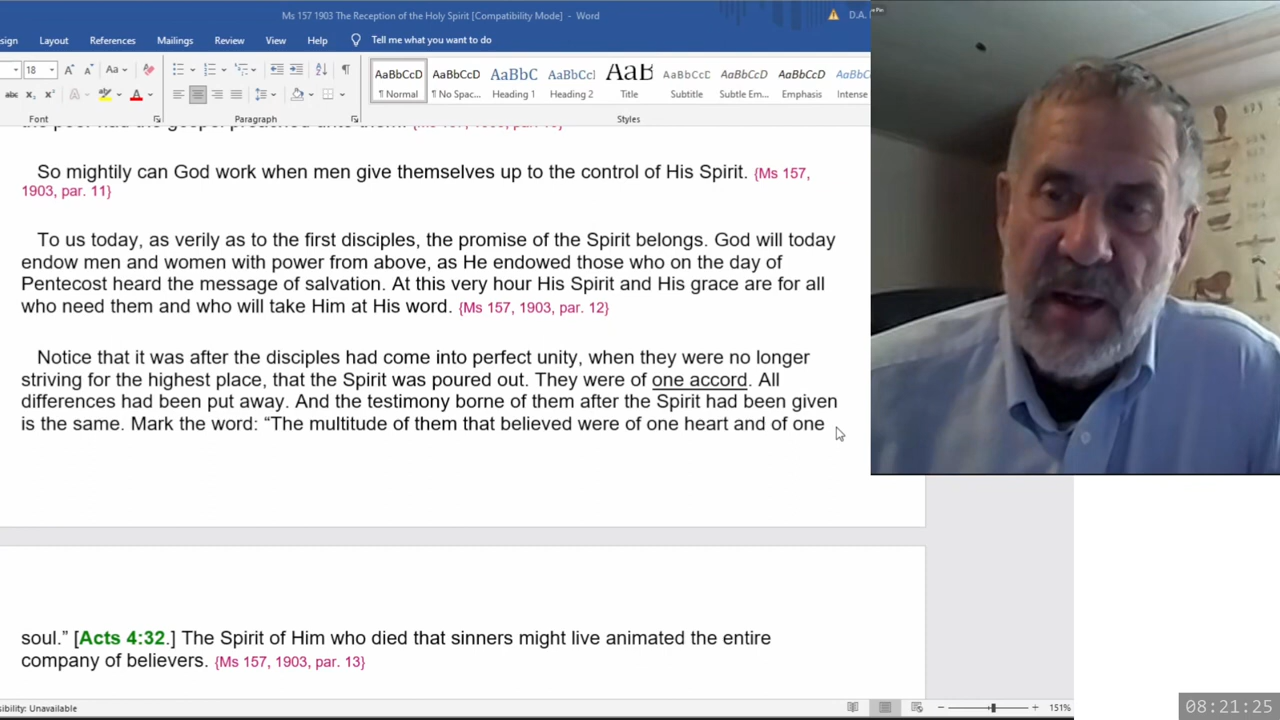 Ms 157 1903 The Reception of the Holy Spirit [Compatibility Mode] - Word
D.A.
sign Layout References Mailings Review View Help Tell me what you want to do
18 Aa
AaBbCcD AaBbCcD AaBbC AaBbCcl AaB AaBbCcD AaBbCcD AaBbCcD
¶ Normal ¶ No Spac... Heading 1 Heading 2 Title Subtitle Subtle Em... Emphasis Intense
Font Paragraph Styles
So mightily can God work when men give themselves up to the control of His Spirit. {Ms 157,
1903, par. 11}
To us today, as verily as to the first disciples, the promise of the Spirit belongs. God will today
endow men and women with power from above, as He endowed those who on the day of
Pentecost heard the message of salvation. At this very hour His Spirit and His grace are for all
who need them and who will take Him at His word. {Ms 157, 1903, par. 12}
Notice that it was after the disciples had come into perfect unity, when they were no longer
striving for the highest place, that the Spirit was poured out. They were of one accord. All
differences had been put away. And the testimony borne of them after the Spirit had been given
is the same. Mark the word: “The multitude of them that believed were of one heart and of one
soul.” [Acts 4:32.] The Spirit of Him who died that sinners might live animated the entire
company of believers. {Ms 157, 1903, par. 13}
sibility: Unavailable
151%
08:21:25